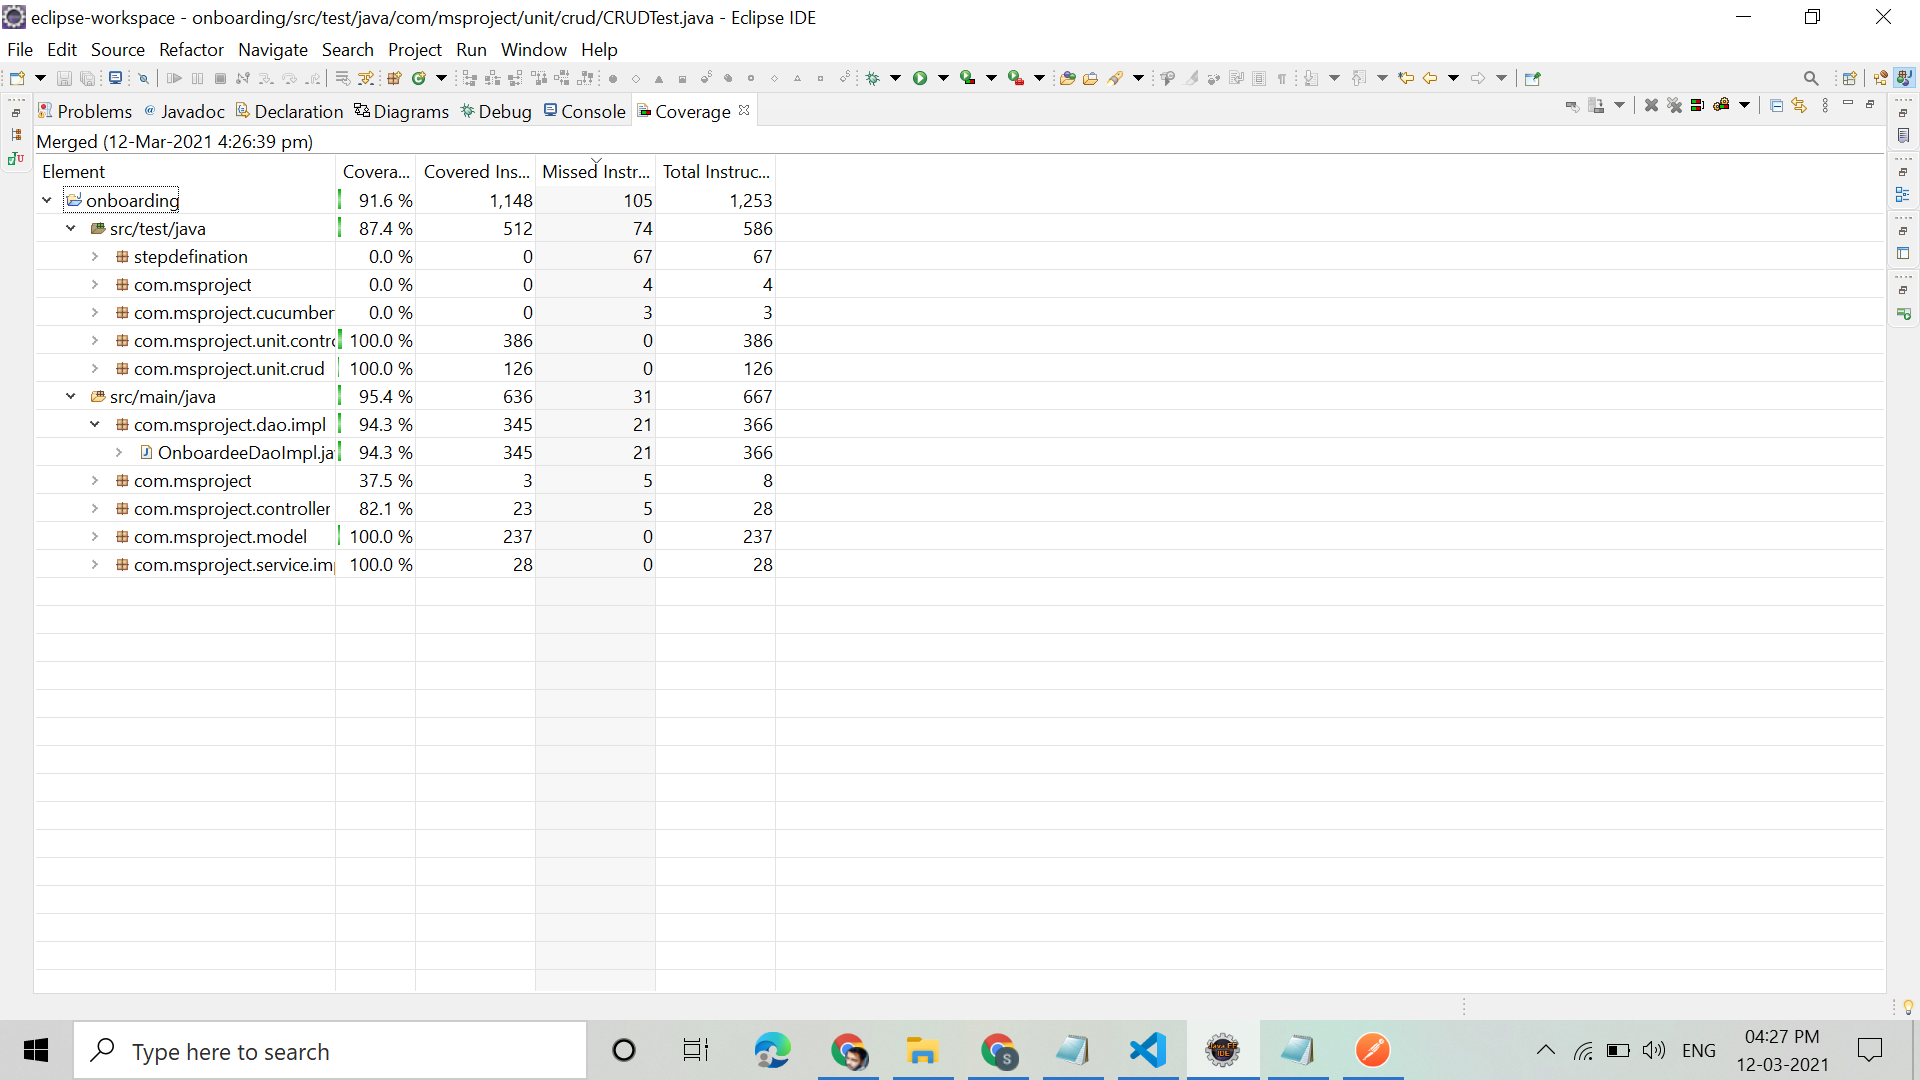 eclipse-workspace - onboarding/src/test/java/com/msproject/unit/crud/CRUDTest.java - Eclipse IDE
File Edit Source Refactor Navigate Search Project Run Window Help
Problems @ Javadoc Declaration Diagrams Debug Console Coverage
Merged (12-Mar-2021 4:26:39 pm)
Element Covera... Covered Ins... Missed Instr... Total Instruc...
onboarding 91.6 % 1,148 105 1,253
src/test/java 87.4 % 512 74 586
stepdefination 0.0 % 0 67 67
com.msproject 0.0 % 0 4 4
com.msproject.cucumber 0.0 % 0 3 3
com.msproject.unit.contro 100.0 % 386 0 386
com.msproject.unit.crud 100.0 % 126 0 126
src/main/java 95.4 % 636 31 667
com.msproject.dao.impl 94.3 % 345 21 366
OnboardeeDaoImpl.ja 94.3 % 345 21 366
com.msproject 37.5 % 3 5 8
com.msproject.controller 82.1 % 23 5 28
com.msproject.model 100.0 % 237 0 237
com.msproject.service.imp 100.0 % 28 0 28
Type here to search
S
Java EE
IDE
ENG
04:27 PM
12-03-2021